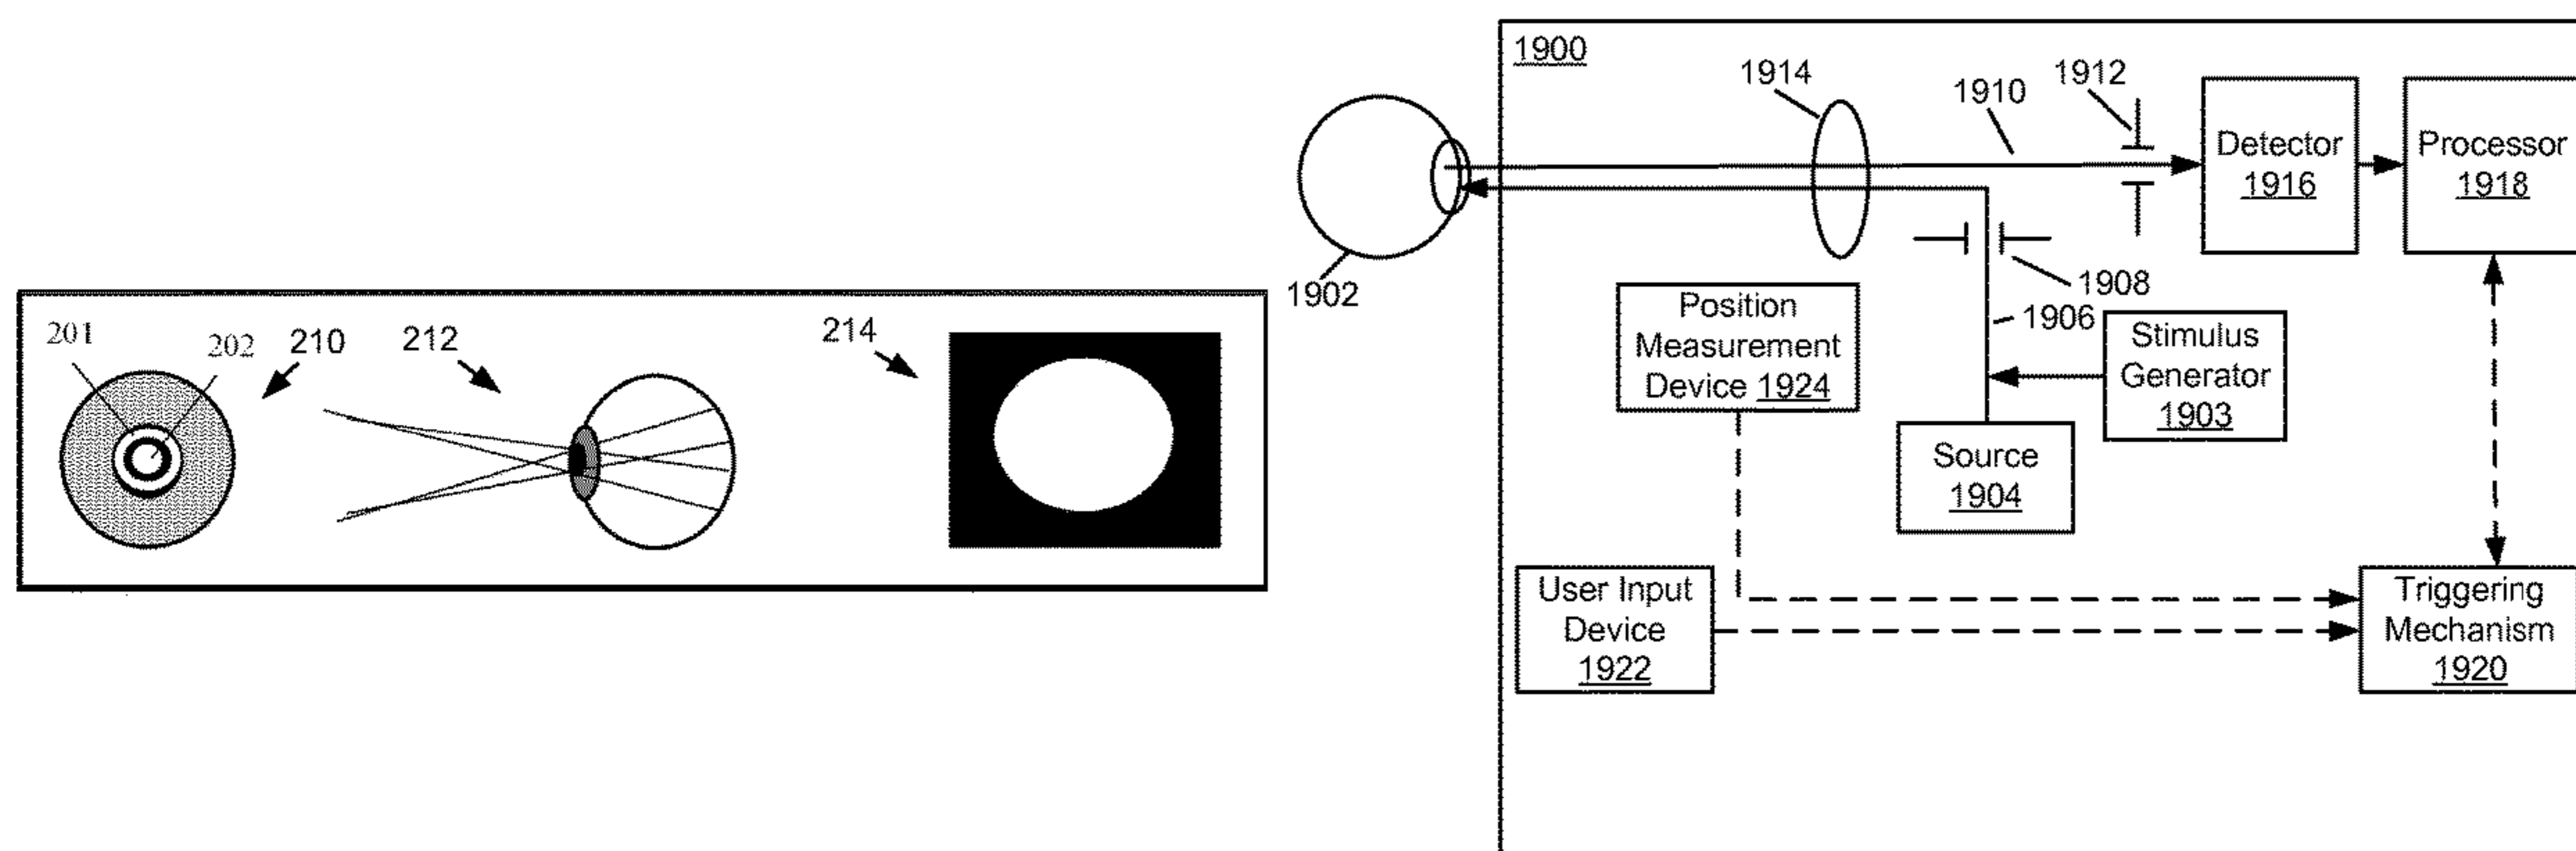 201
202
210
212
214
1900
1902
1914
1910
1912
Detector
1916
Processor
1918
1908
1906
Position
Measurement
Device 1924
Stimulus
Generator
1903
Source
1904
User Input
Device
1922
Triggering
Mechanism
1920